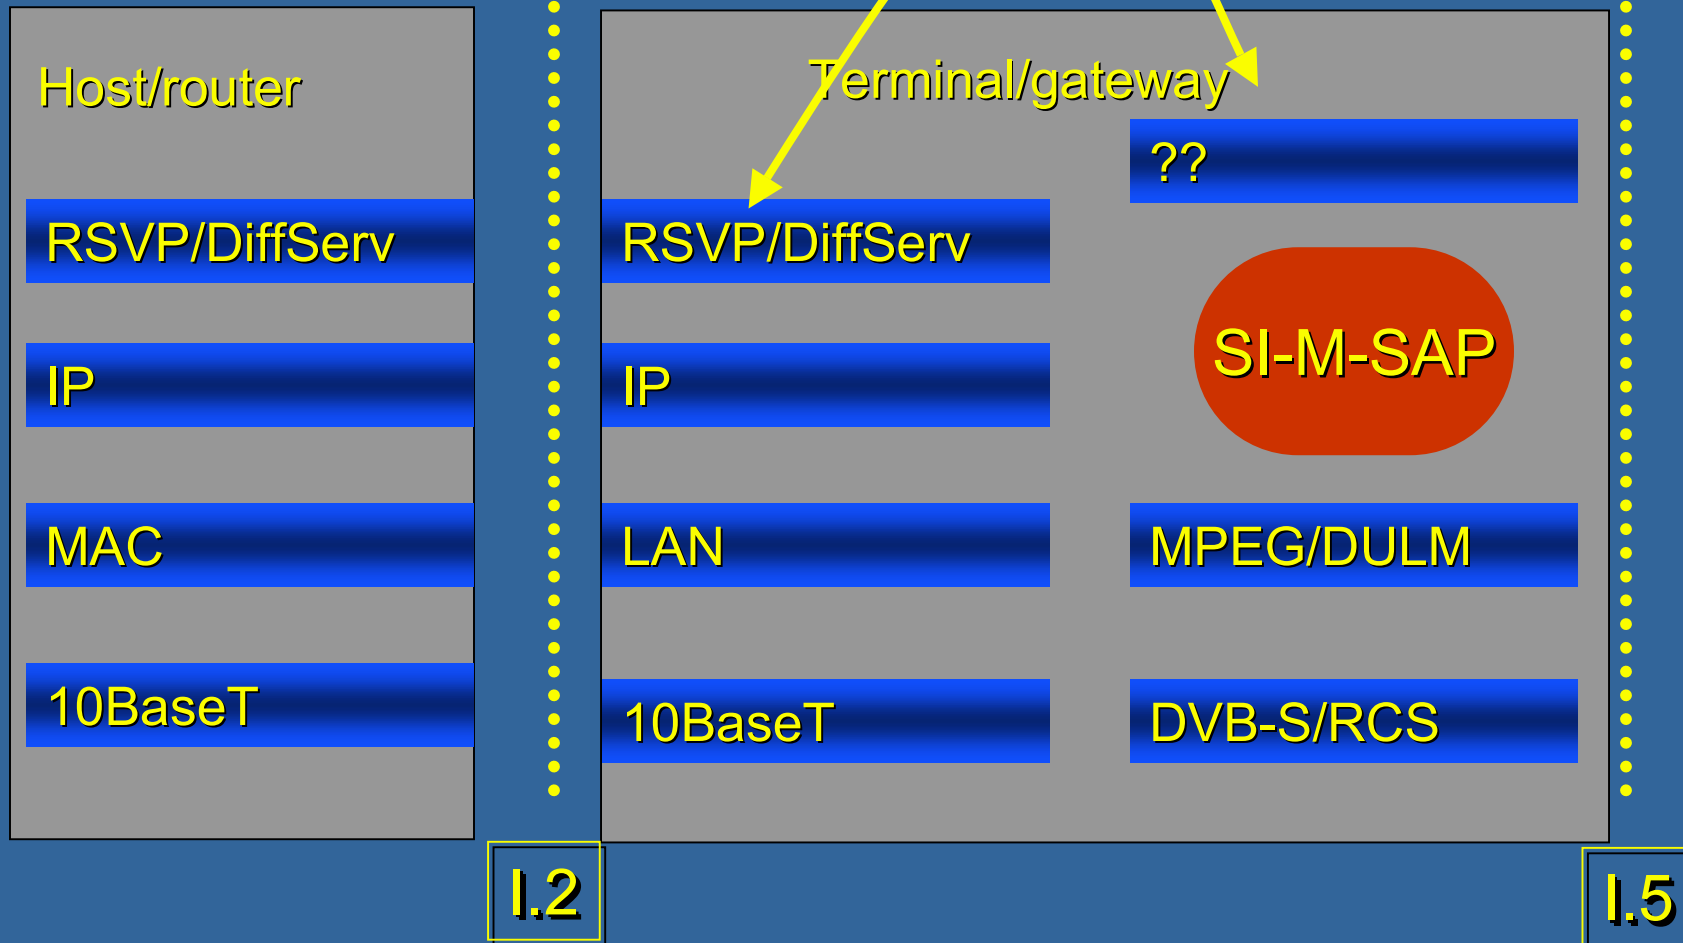 Host/router
RSVP/DiffServ
IP
MAC
10BaseT
Terminal/gateway
RSVP/DiffServ
IP
LAN
10BaseT
??
SI-M-SAP
MPEG/DULM
DVB-S/RCS
I.2
I.5